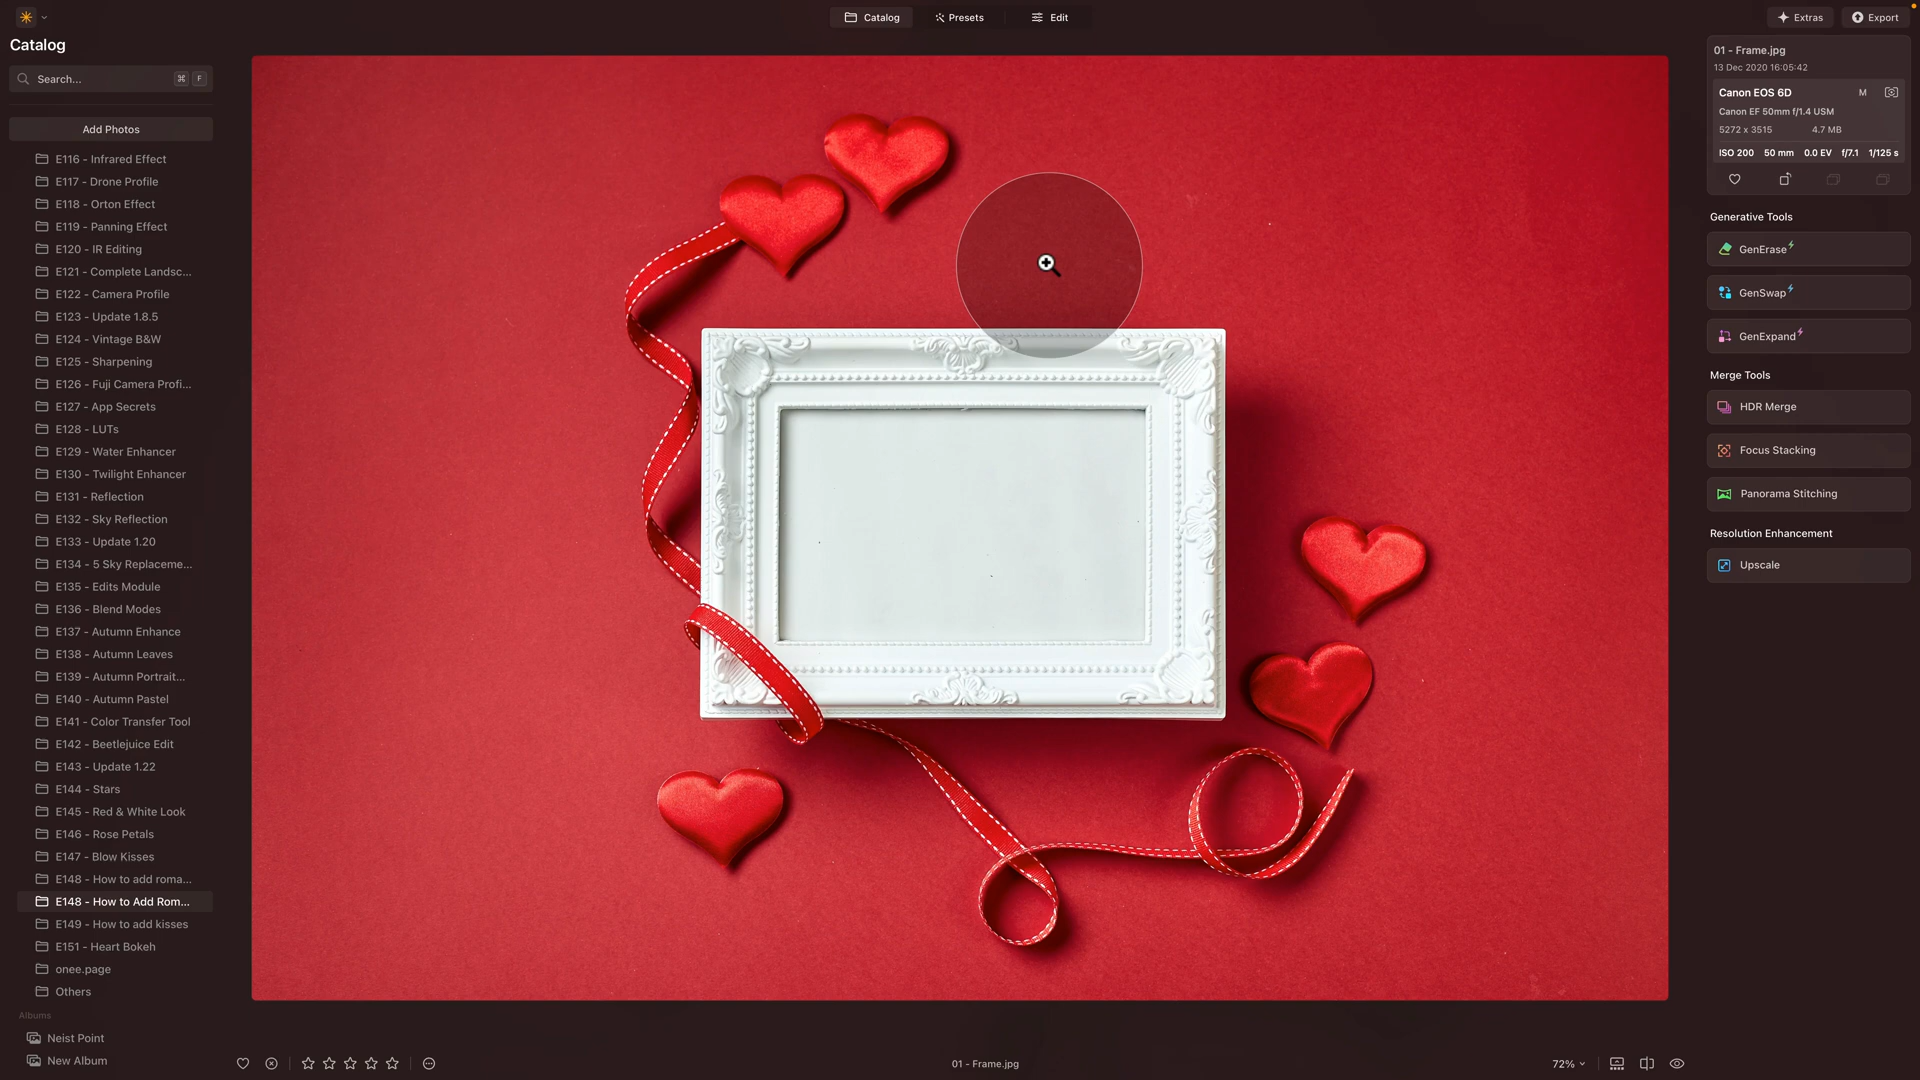 Catalog
Presets
Edit
Extras
Export
Catalog
Search...
⌘ F
Add Photos
E116 - Infrared Effect
E117 - Drone Profile
E118 - Orton Effect
E119 - Panning Effect
E120 - IR Editing
E121 - Complete Landsc...
E122 - Camera Profile
E123 - Update 1.8.5
E124 - Vintage B&W
E125 - Sharpening
E126 - Fuji Camera Profi...
E127 - App Secrets
E128 - LUTs
E129 - Water Enhancer
E130 - Twilight Enhancer
E131 - Reflection
E132 - Sky Reflection
E133 - Update 1.20
E134 - 5 Sky Replaceme...
E135 - Edits Module
E136 - Blend Modes
E137 - Autumn Enhance
E138 - Autumn Leaves
E139 - Autumn Portrait...
E140 - Autumn Pastel
E141 - Color Transfer Tool
E142 - Beetlejuice Edit
E143 - Update 1.22
E144 - Stars
E145 - Red & White Look
E146 - Rose Petals
E147 - Blow Kisses
E148 - How to add roma...
E148 - How to Add Rom...
E149 - How to add kisses
E151 - Heart Bokeh
onee.page
Others
Albums
Neist Point
New Album
01 - Frame.jpg
72%
01 - Frame.jpg
13 Dec 2020 16:05:42
Canon EOS 6D M
Canon EF 50mm f/1.4 USM
5272 x 3515 4.7 MB
ISO 200 50 mm 0.0 EV f/7.1 1/125 s
Generative Tools
GenErase
GenSwap
GenExpand
Merge Tools
HDR Merge
Focus Stacking
Panorama Stitching
Resolution Enhancement
Upscale